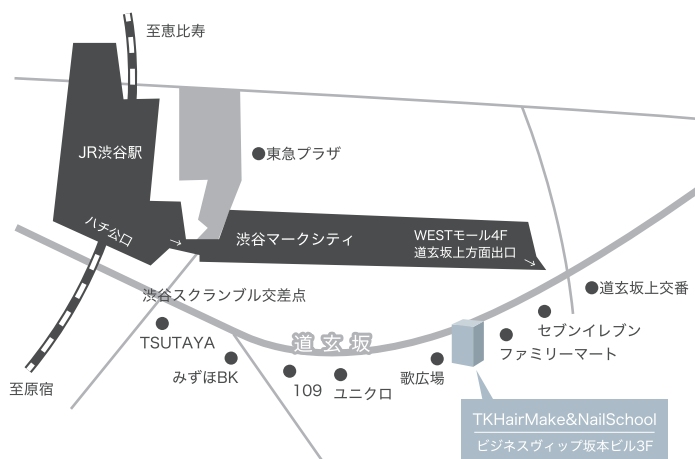 至恵比寿
JR渋谷駅
東急プラザ
ハチ公口
→
渋谷マークシティ
WESTモール4F
道玄坂上方面出口
→
渋谷スクランブル交差点
道玄坂上交番
TSUTAYA
道玄坂
セブンイレブン
ファミリーマート
みずほBK
109
ユニクロ
歌広場
至原宿
TKHairMake&NailSchool
ビジネスヴィップ坂本ビル3F